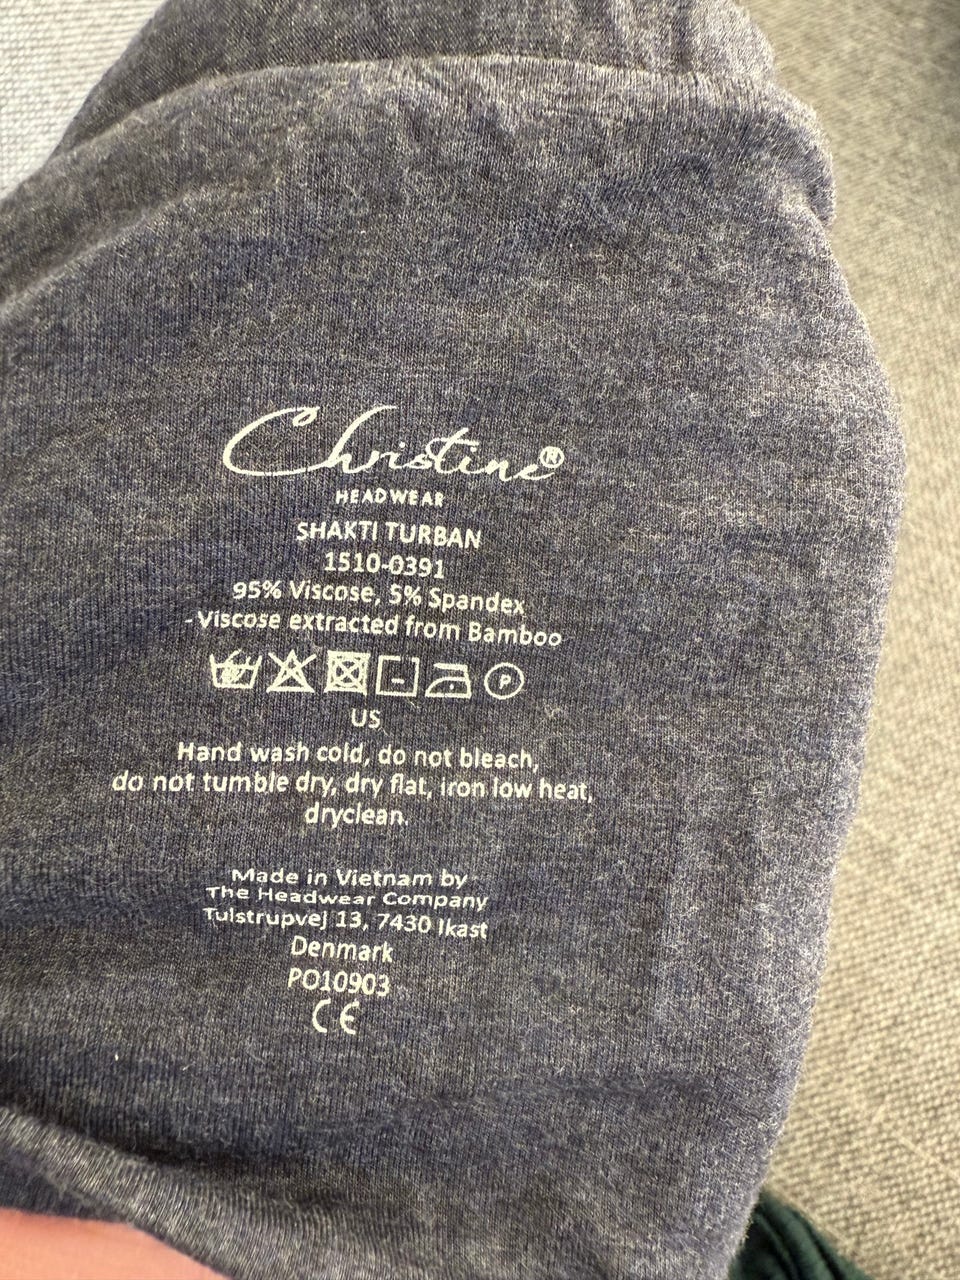 Christine®
HEADWEAR
SHAKTI TURBAN
1510-0391
95% Viscose, 5% Spandex
- Viscose extracted from Bamboo
P
US
Hand wash cold, do not bleach,
do not tumble dry, dry flat, iron low heat,
dryclean.
Made in Vietnam by
The Headwear Company
Tulstrupvej 13, 7430 Ikast
Denmark
PO10903
CE